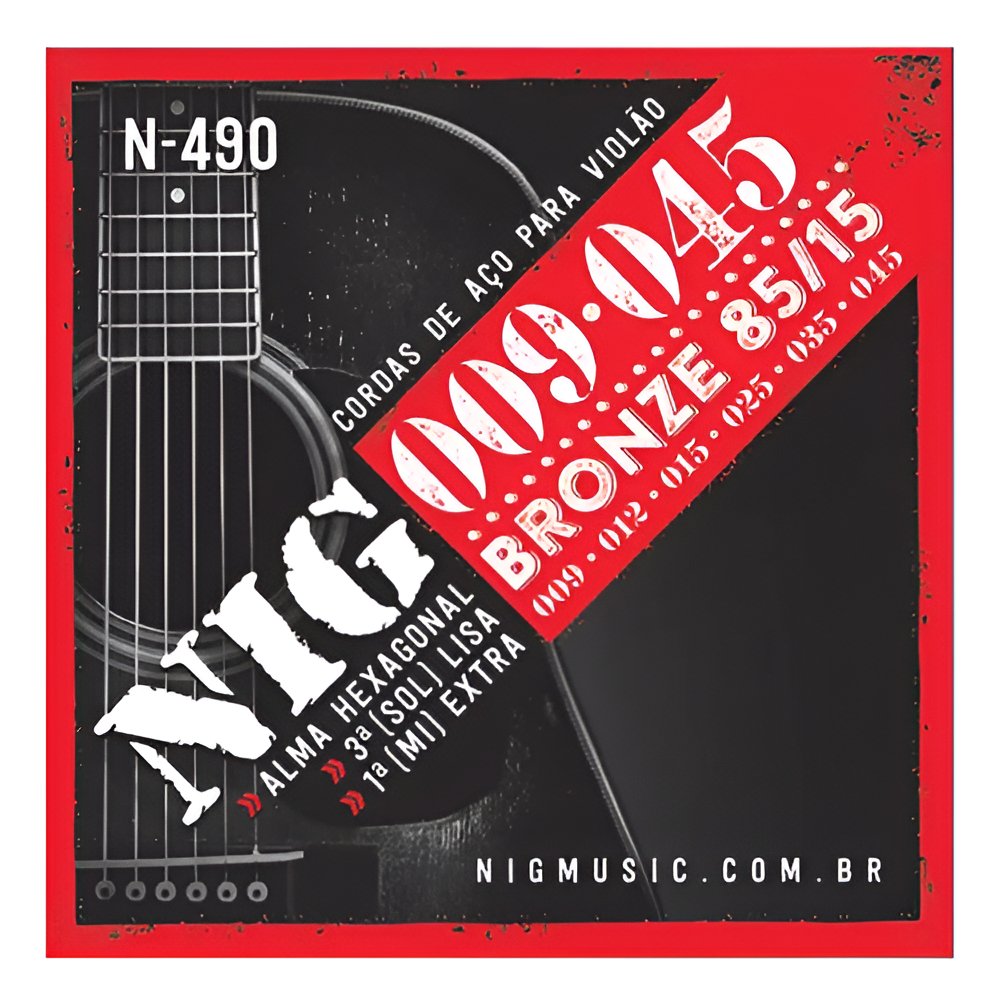 N-490
CORDAS DE AÇO PARA VIOLÃO
009·045
BRONZE 85/15
009 · 012 · 015 · 025 · 035 · 045
NIG
» ALMA HEXAGONAL
» 3ª (SOL) LISA
» 1ª (MI) EXTRA
NIGMUSIC.COM.BR